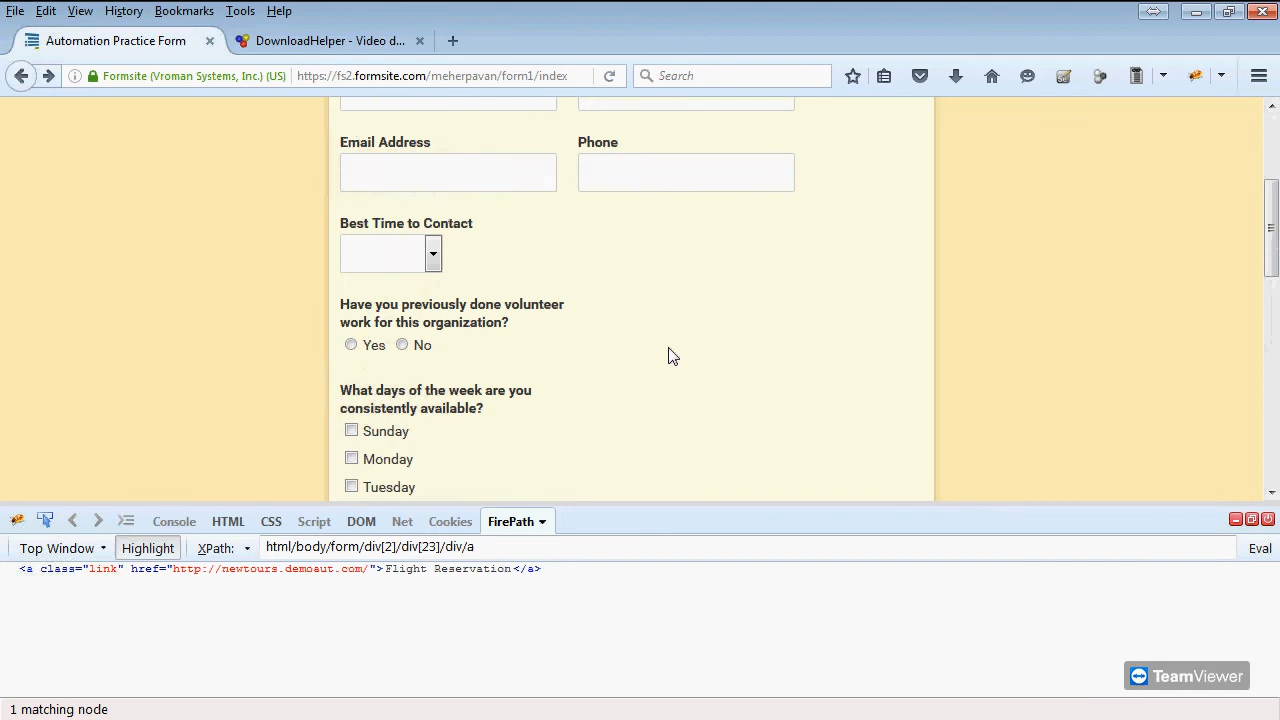 File Edit View History Bookmarks Tools Help
Automation Practice Form DownloadHelper - Video d...
Formsite (Vroman Systems, Inc.) (US) https://fs2.formsite.com/meherpavan/form1/index Search
Email Address Phone
Best Time to Contact
Have you previously done volunteer
work for this organization?
Yes No
What days of the week are you
consistently available?
Sunday
Monday
Tuesday
Console HTML CSS Script DOM Net Cookies FirePath
Top Window Highlight XPath: html/body/form/div[2]/div[23]/div/a Eval
<a class="link" href="http://newtours.demoaut.com/">Flight Reservation</a>
TeamViewer
1 matching node